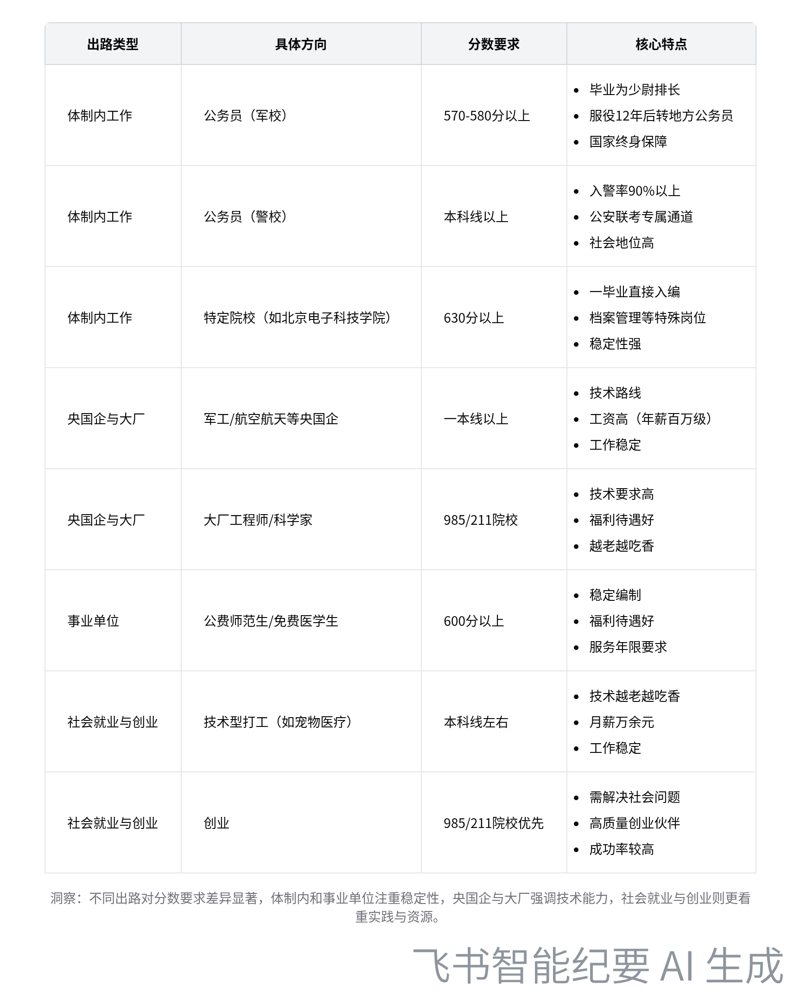 出路类型 具体方向 分数要求 核心特点
毕业为少尉排长
体制内工作 公务员（军校） 570-580分以上 服役12年后转地方公务员
国家终身保障
入警率90%以上
体制内工作 公务员（警校） 本科线以上 公安联考专属通道
社会地位高
一毕业直接入编
体制内工作 特定院校（如北京电子科技学院） 630分以上 档案管理等特殊岗位
稳定性强
技术路线
央国企与大厂 军工/航空航天等央国企 一本线以上 工资高（年薪百万级）
工作稳定
技术要求高
央国企与大厂 大厂工程师/科学家 985/211院校 福利待遇好
越老越吃香
稳定编制
事业单位 公费师范生/免费医学生 600分以上 福利待遇好
服务年限要求
技术越老越吃香
社会就业与创业 技术型打工（如宠物医疗） 本科线左右 月薪万余元
工作稳定
需解决社会问题
社会就业与创业 创业 985/211院校优先 高质量创业伙伴
成功率较高
洞察：不同出路对分数要求差异显著，体制内和事业单位注重稳定性，央国企与大厂强调技术能力，社会就业与创业则更看
重实践与资源。
飞书智能纪要 AI 生成